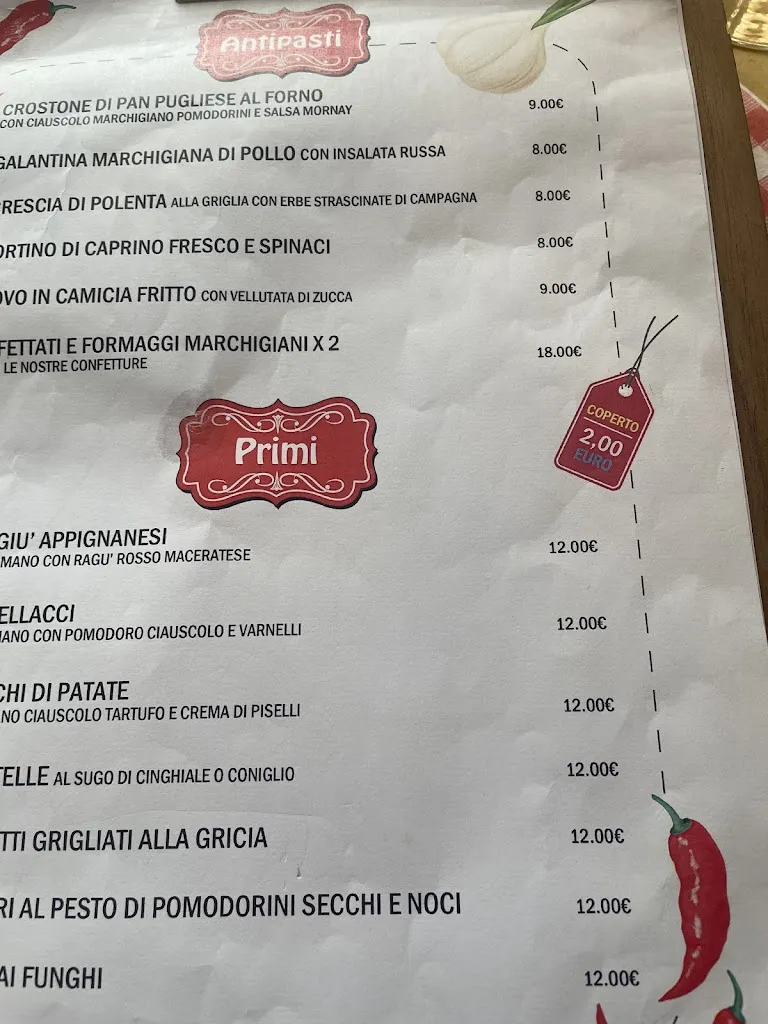 Antipasti
CROSTONE DI PAN PUGLIESE AL FORNO 9.00€
CON CIAUSCOLO MARCHIGIANO POMODORINI E SALSA MORNAY
GALANTINA MARCHIGIANA DI POLLO CON INSALATA RUSSA 8.00€
RESCIA DI POLENTA ALLA GRIGLIA CON ERBE STRASCINATE DI CAMPAGNA 8.00€
ORTINO DI CAPRINO FRESCO E SPINACI 8.00€
OVO IN CAMICIA FRITTO CON VELLUTATA DI ZUCCA 9.00€
FETTATI E FORMAGGI MARCHIGIANI X 2 18.00€
LE NOSTRE CONFETTURE
COPERTO
2,00
EURO
Primi
GIU' APPIGNANESI 12.00€
MANO CON RAGU' ROSSO MACERATESE
ELLACCI 12.00€
ANO CON POMODORO CIAUSCOLO E VARNELLI
CHI DI PATATE 12.00€
NO CIAUSCOLO TARTUFO E CREMA DI PISELLI
TELLE AL SUGO DI CINGHIALE O CONIGLIO 12.00€
TTI GRIGLIATI ALLA GRICIA 12.00€
RI AL PESTO DI POMODORINI SECCHI E NOCI 12.00€
AI FUNGHI 12.00€